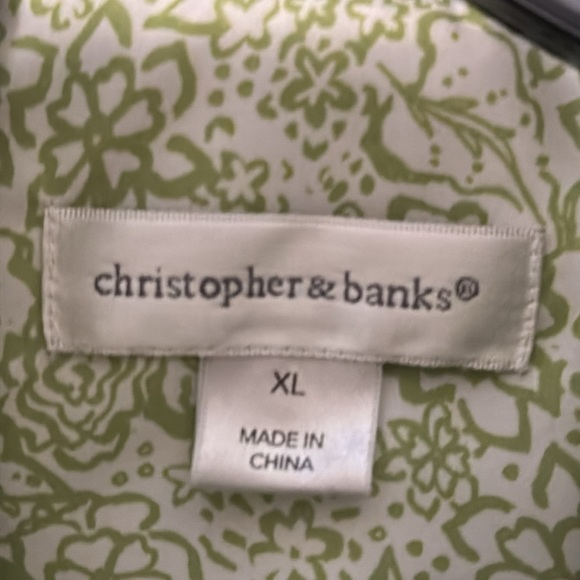 christopher & banks®
XL
MADE IN
CHINA